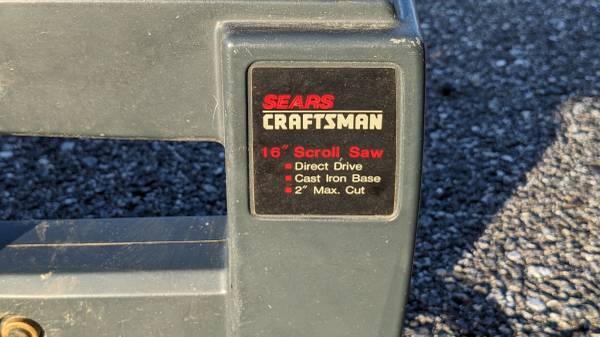 SEARS
CRAFTSMAN
16" Scroll Saw
Direct Drive
Cast Iron Base
2" Max. Cut